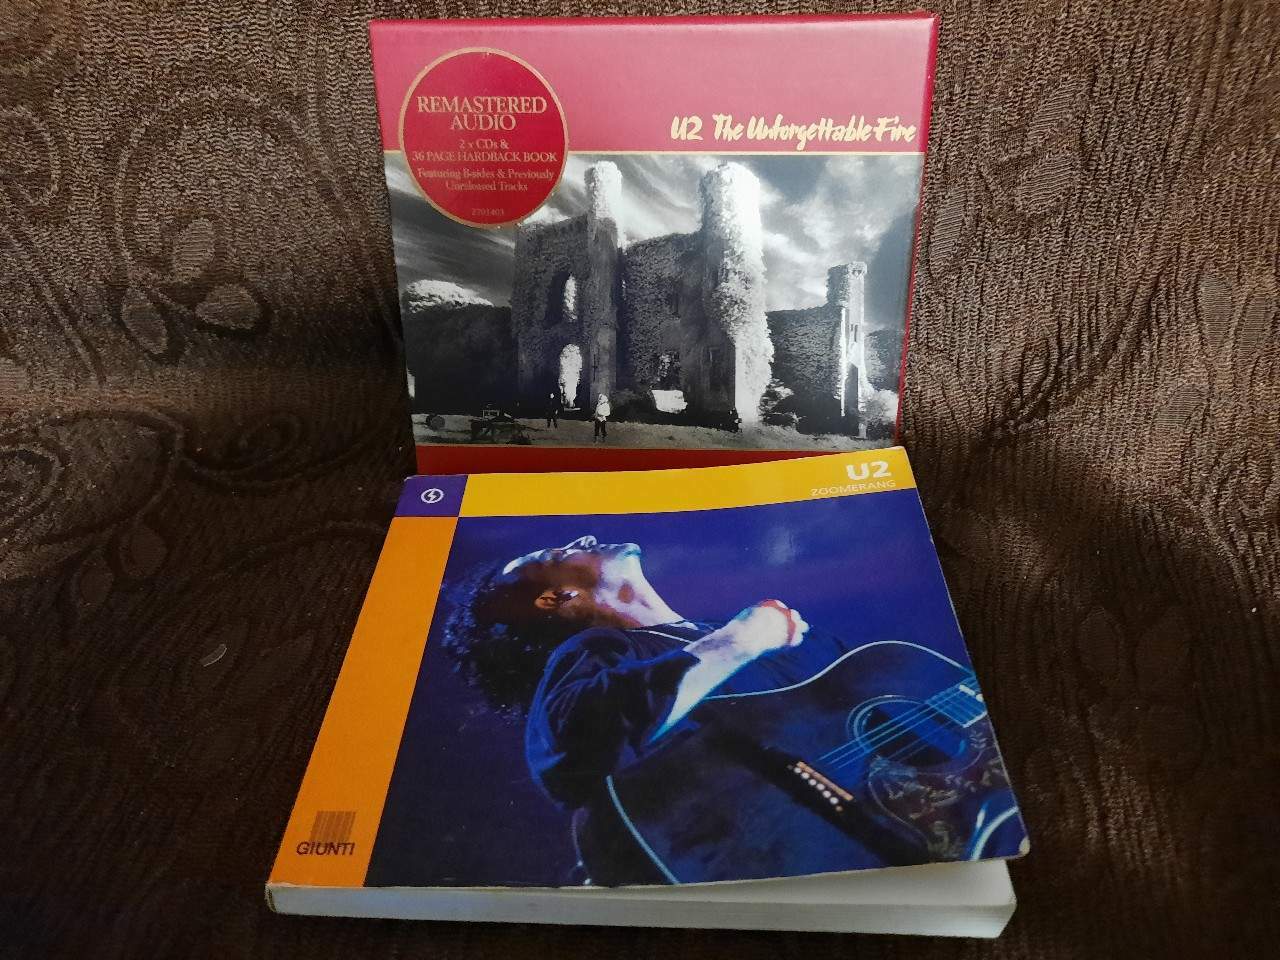 REMASTERED
AUDIO
2 x CDs &
36 PAGE HARDBACK BOOK
Featuring B-sides & Previously
Unreleased Tracks
2701403
U2 The Unforgettable Fire
U2
ZOOMERANG
GIUNTI